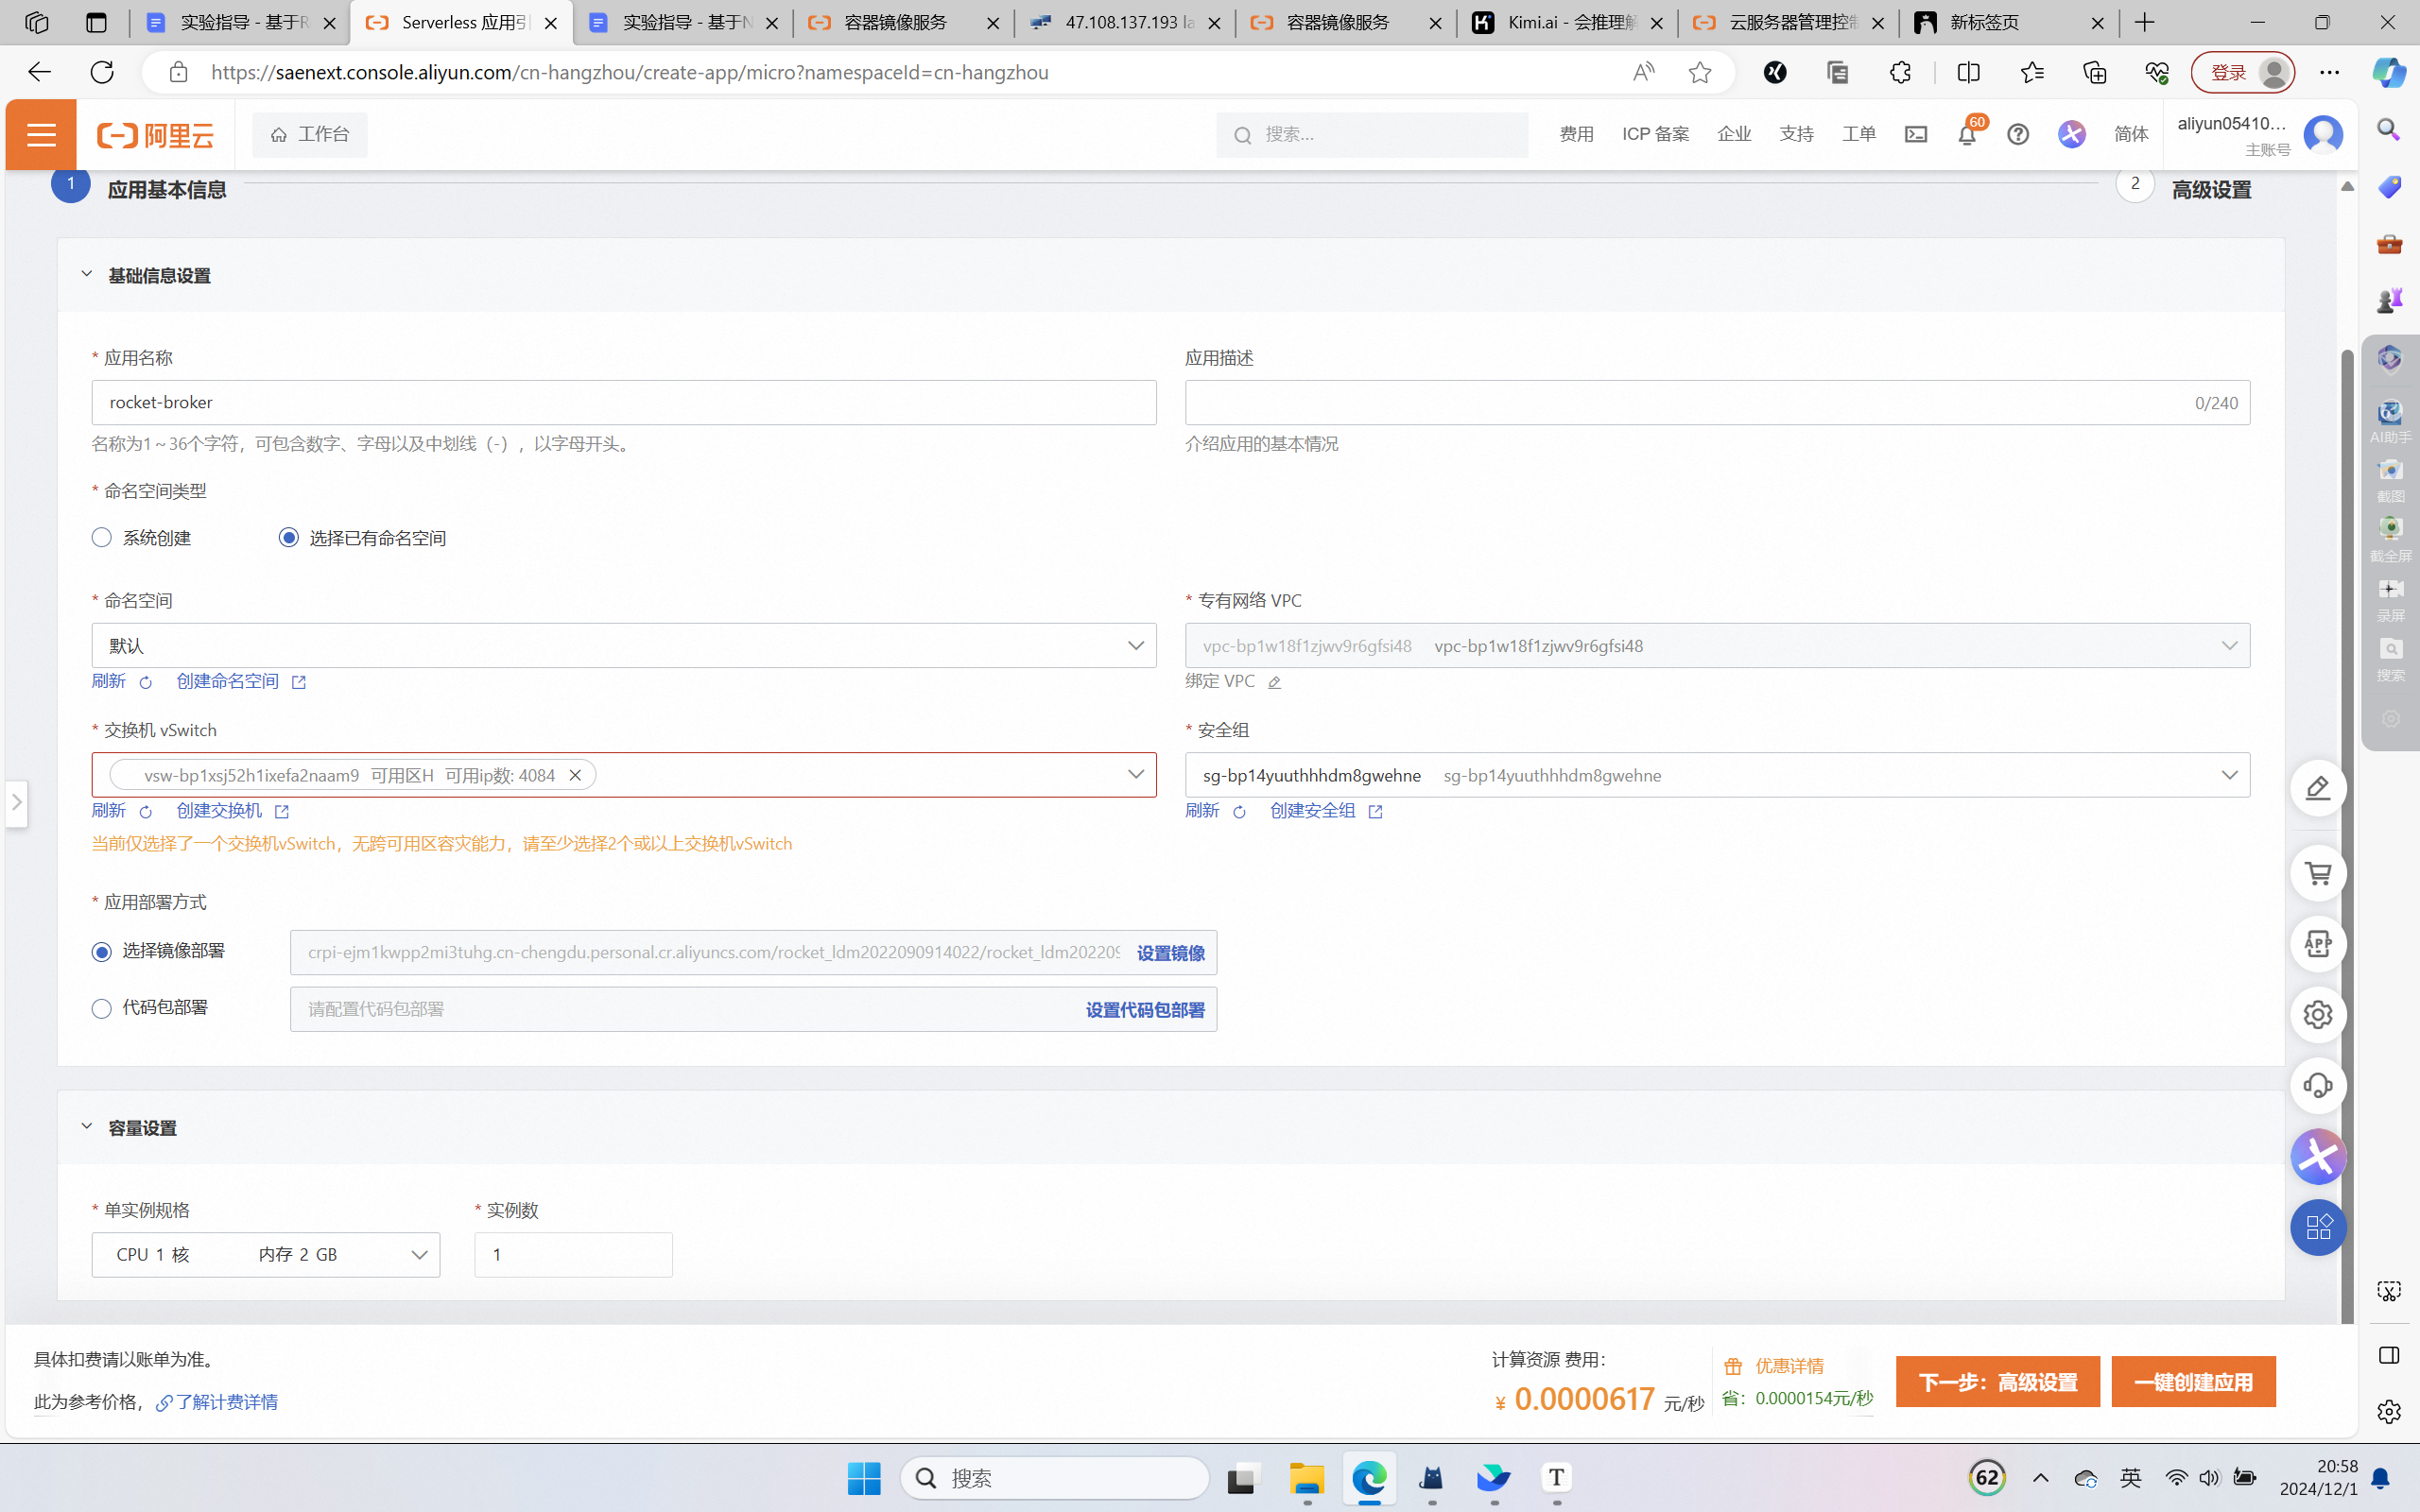 实验指导 - 基于R
Serverless 应用引
实验指导 - 基于N
容器镜像服务
47.108.137.193 la
容器镜像服务
Kimi.ai - 会推理解
云服务器管理控制
新标签页
https://saenext.console.aliyun.com/cn-hangzhou/create-app/micro?namespaceId=cn-hangzhou
登录
阿里云
工作台
搜索...
费用
ICP 备案
企业
支持
工单
60
简体
aliyun05410...
主账号
1
应用基本信息
2
高级设置
基础信息设置
* 应用名称
应用描述
rocket-broker
0/240
名称为1~36个字符，可包含数字、字母以及中划线（-），以字母开头。
介绍应用的基本情况
* 命名空间类型
系统创建
选择已有命名空间
* 命名空间
* 专有网络 VPC
默认
vpc-bp1w18f1zjwv9r6gfsi48 vpc-bp1w18f1zjwv9r6gfsi48
刷新 创建命名空间
绑定 VPC
* 交换机 vSwitch
* 安全组
vsw-bp1xsj52h1ixefa2naam9 可用区H 可用ip数: 4084
sg-bp14yuuthhhdm8gwehne sg-bp14yuuthhhdm8gwehne
刷新 创建交换机
刷新 创建安全组
当前仅选择了一个交换机vSwitch，无跨可用区容灾能力，请至少选择2个或以上交换机vSwitch
* 应用部署方式
选择镜像部署
crpi-ejm1kwpp2mi3tuhg.cn-chengdu.personal.cr.aliyuncs.com/rocket_ldm2022090914022/rocket_ldm202209
设置镜像
代码包部署
请配置代码包部署
设置代码包部署
容量设置
* 单实例规格
* 实例数
CPU 1 核 内存 2 GB
1
具体扣费请以账单为准。
此为参考价格，
了解计费详情
计算资源 费用：
¥ 0.0000617 元/秒
优惠详情
省：0.0000154元/秒
下一步：高级设置
一键创建应用
AI助手
截图
截全屏
录屏
搜索
APP
搜索
62
英
20:58
2024/12/1